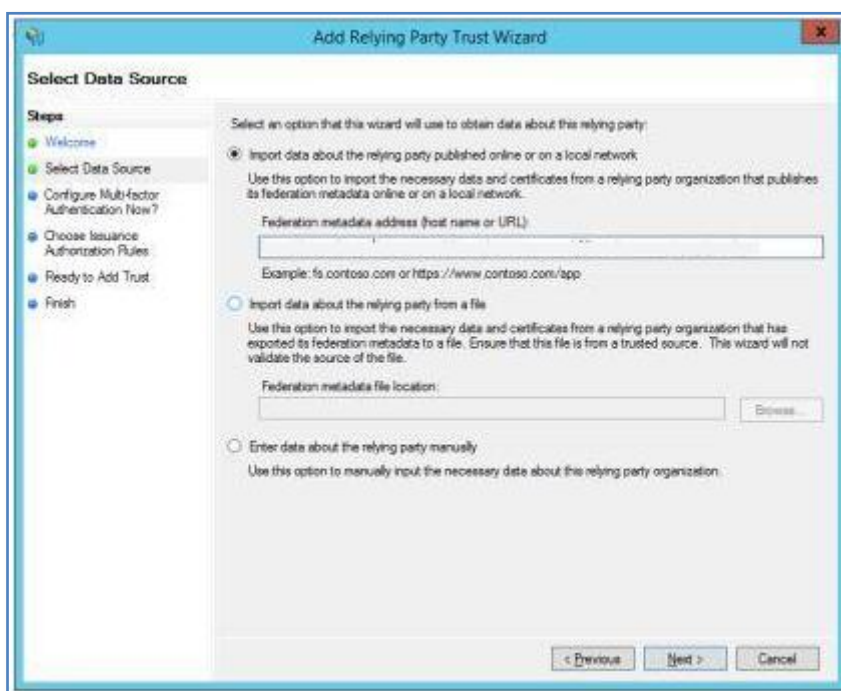 Add Relying Party Trust Wizard
Select Data Source
Steps
Welcome
Select Data Source
Configure Multi-factor
Authentication Now?
Choose Issuance
Authorization Rules
Ready to Add Trust
Finish
Select an option that this wizard will use to obtain data about this relying party:
Import data about the relying party published online or on a local network
Use this option to import the necessary data and certificates from a relying party organization that publishes
its federation metadata online or on a local network.
Federation metadata address (host name or URL):
Example: fs.contoso.com or https://www.contoso.com/app
Import data about the relying party from a file
Use this option to import the necessary data and certificates from a relying party organization that has
exported its federation metadata to a file. Ensure that this file is from a trusted source. This wizard will not
validate the source of the file.
Federation metadata file location:
Browse...
Enter data about the relying party manually
Use this option to manually input the necessary data about this relying party organization.
< Previous
Next >
Cancel